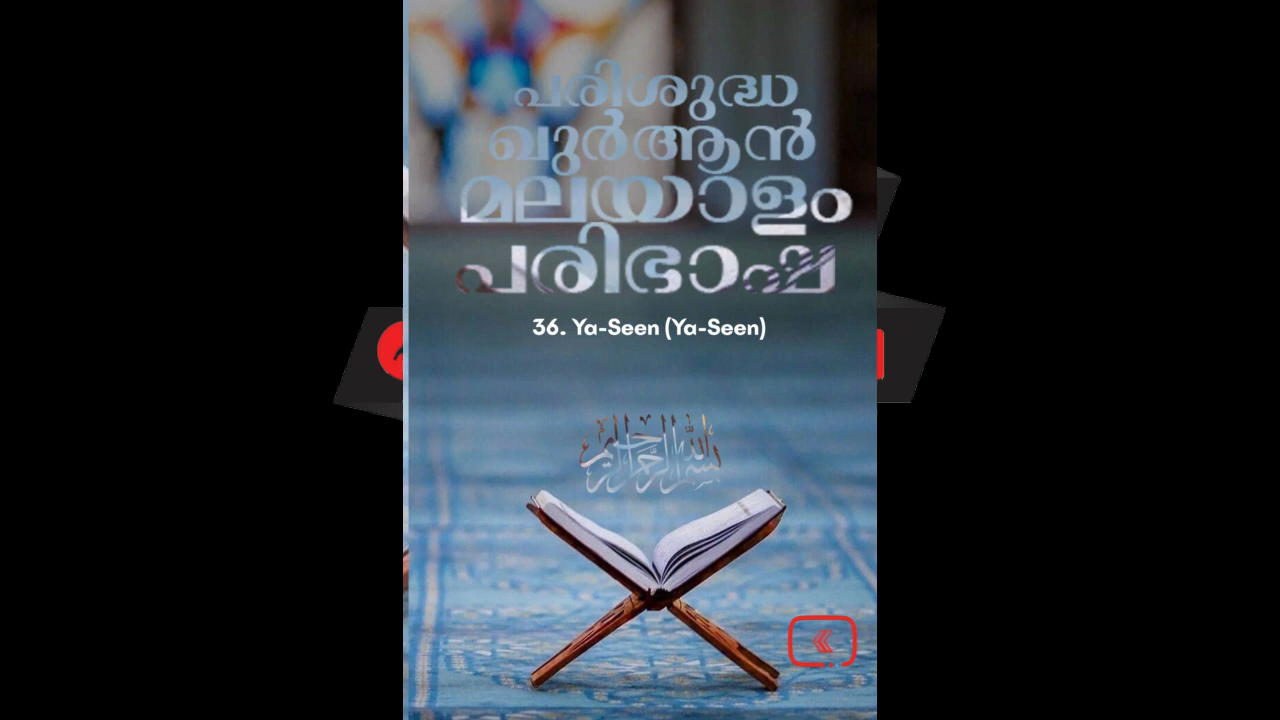 പരിശുദ്ധ
ഖുർആൻ
മലയാളം
പരിഭാഷ
36. Ya-Seen (Ya-Seen)
بسم الله الرحمن الرحيم